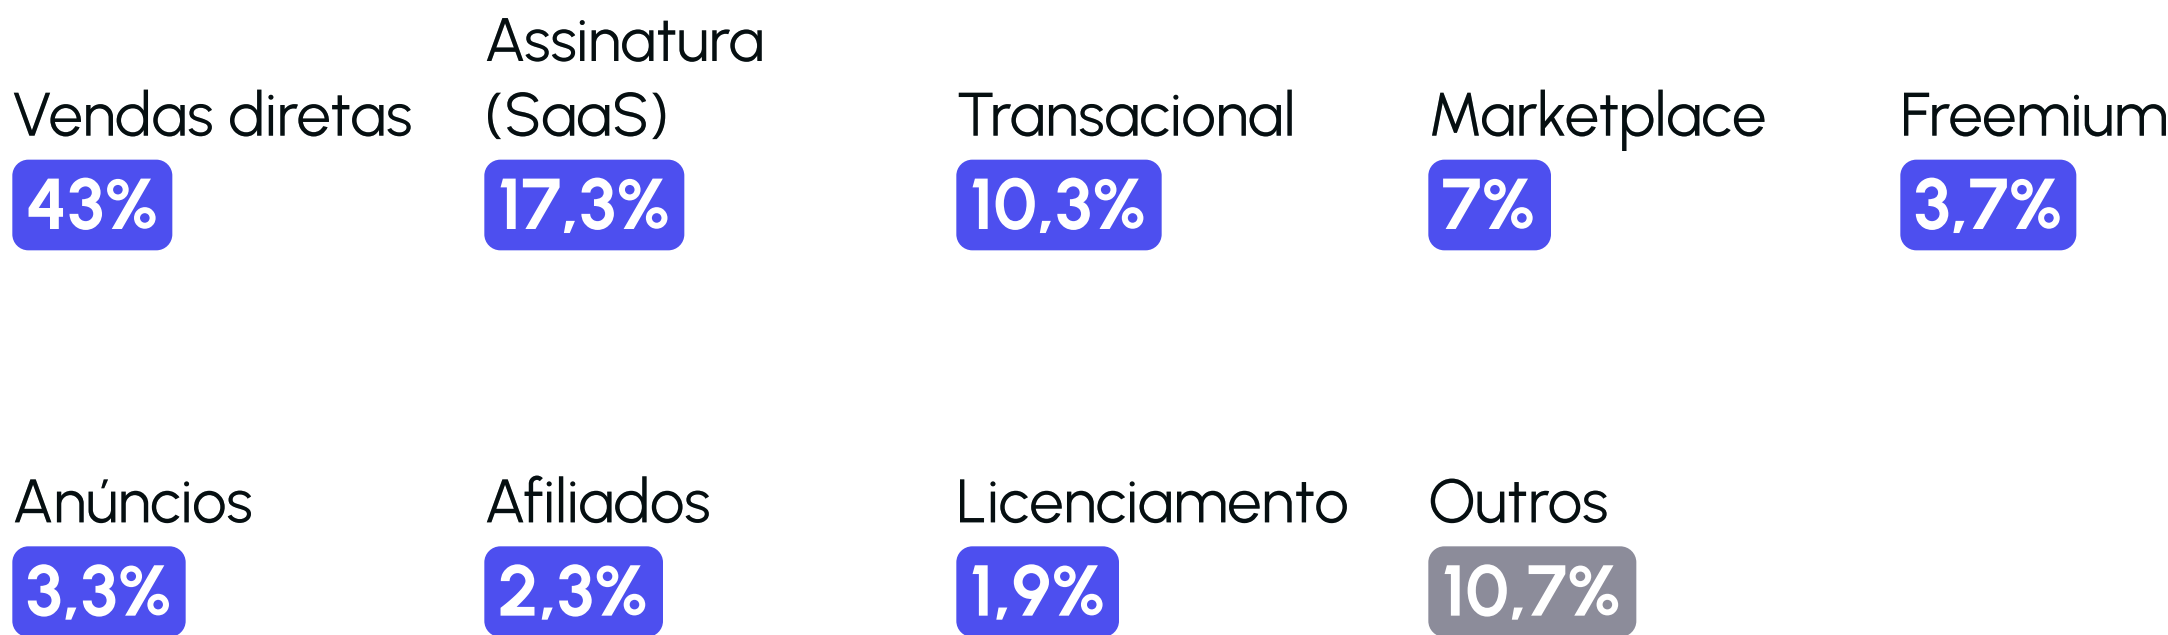 Vendas diretas
43%
Assinatura
(SaaS)
17,3%
Transacional
10,3%
Marketplace
7%
Freemium
3,7%
Anúncios
3,3%
Afiliados
2,3%
Licenciamento
1,9%
Outros
10,7%